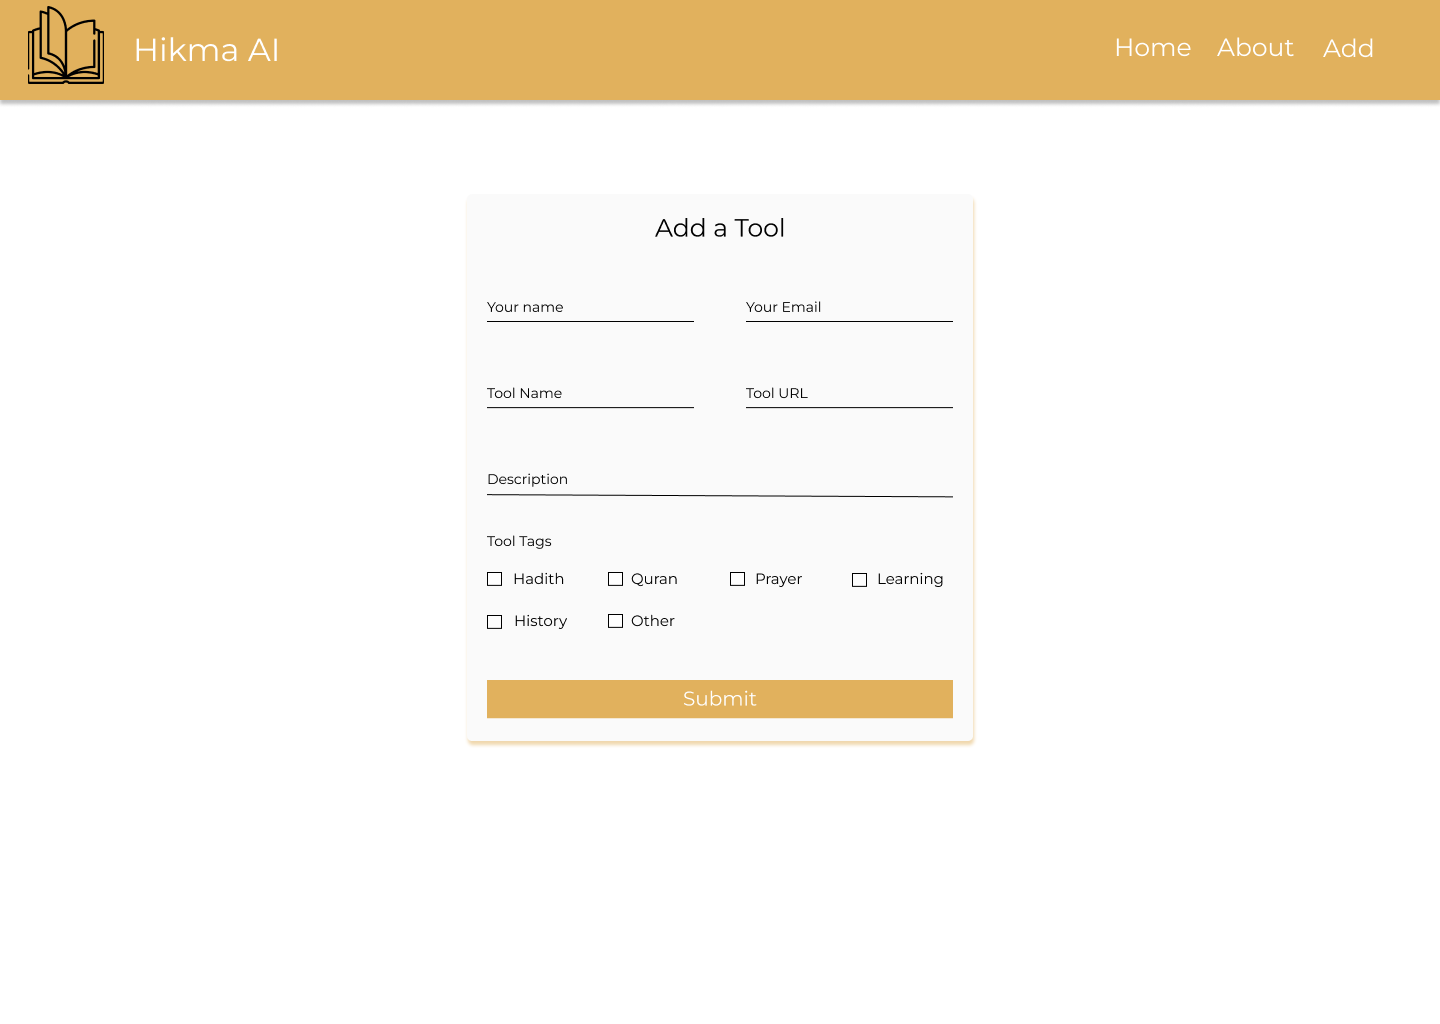 Hikma AI
Home About Add
Add a Tool
Your name Your Email
Tool Name Tool URL
Description
Tool Tags
Hadith Quran Prayer Learning
History Other
Submit